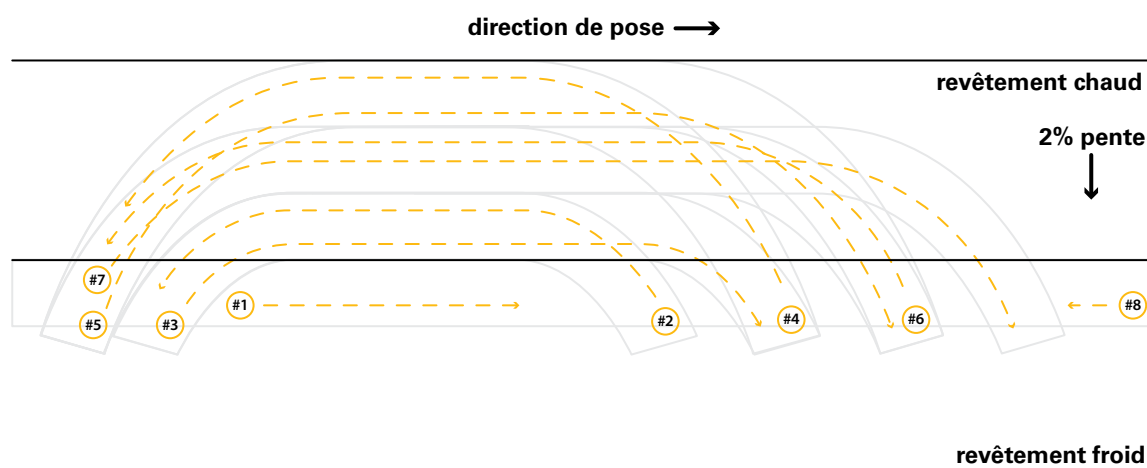 direction de pose
revêtement chaud
2% pente
#7
#1
#8
#5
#3
#2
#4
#6
revêtement froid